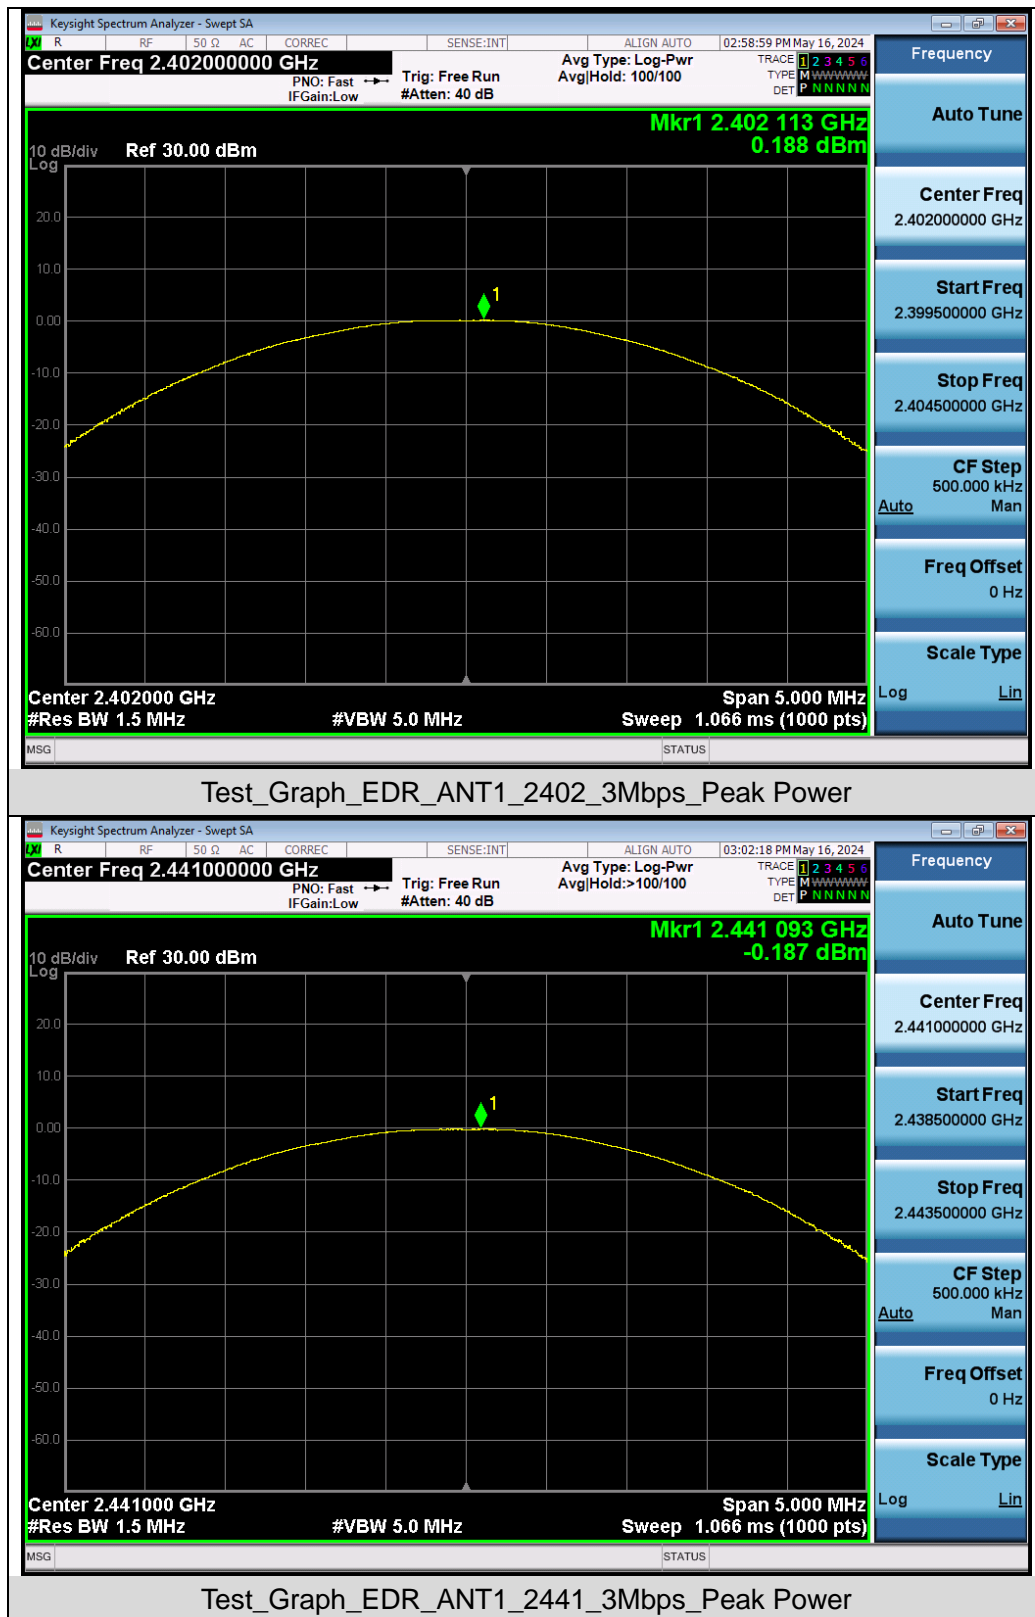 Keysight Spectrum Analyzer - Swept SA
LXI R RF 50 Ω AC CORREC SENSE:INT ALIGN AUTO 02:58:59 PM May 16, 2024
Center Freq 2.402000000 GHz
PNO: Fast
IFGain:Low
Trig: Free Run
#Atten: 40 dB
Avg Type: Log-Pwr
Avg|Hold: 100/100
TRACE 1 2 3 4 5 6
TYPE M WWWWW
DET P N N N N N
Mkr1 2.402 113 GHz
0.188 dBm
10 dB/div Ref 30.00 dBm
Log
20.0
10.0
1
0.00
-10.0
-20.0
-30.0
-40.0
-50.0
-60.0
Center 2.402000 GHz Span 5.000 MHz
#Res BW 1.5 MHz #VBW 5.0 MHz Sweep 1.066 ms (1000 pts)
MSG STATUS
Frequency
Auto Tune
Center Freq
2.402000000 GHz
Start Freq
2.399500000 GHz
Stop Freq
2.404500000 GHz
CF Step
500.000 kHz
Auto Man
Freq Offset
0 Hz
Scale Type
Log Lin
Test_Graph_EDR_ANT1_2402_3Mbps_Peak Power
Keysight Spectrum Analyzer - Swept SA
LXI R RF 50 Ω AC CORREC SENSE:INT ALIGN AUTO 03:02:18 PM May 16, 2024
Center Freq 2.441000000 GHz
PNO: Fast
IFGain:Low
Trig: Free Run
#Atten: 40 dB
Avg Type: Log-Pwr
Avg|Hold:>100/100
TRACE 1 2 3 4 5 6
TYPE M WWWWW
DET P N N N N N
Mkr1 2.441 093 GHz
-0.187 dBm
10 dB/div Ref 30.00 dBm
Log
20.0
10.0
1
0.00
-10.0
-20.0
-30.0
-40.0
-50.0
-60.0
Center 2.441000 GHz Span 5.000 MHz
#Res BW 1.5 MHz #VBW 5.0 MHz Sweep 1.066 ms (1000 pts)
MSG STATUS
Frequency
Auto Tune
Center Freq
2.441000000 GHz
Start Freq
2.438500000 GHz
Stop Freq
2.443500000 GHz
CF Step
500.000 kHz
Auto Man
Freq Offset
0 Hz
Scale Type
Log Lin
Test_Graph_EDR_ANT1_2441_3Mbps_Peak Power